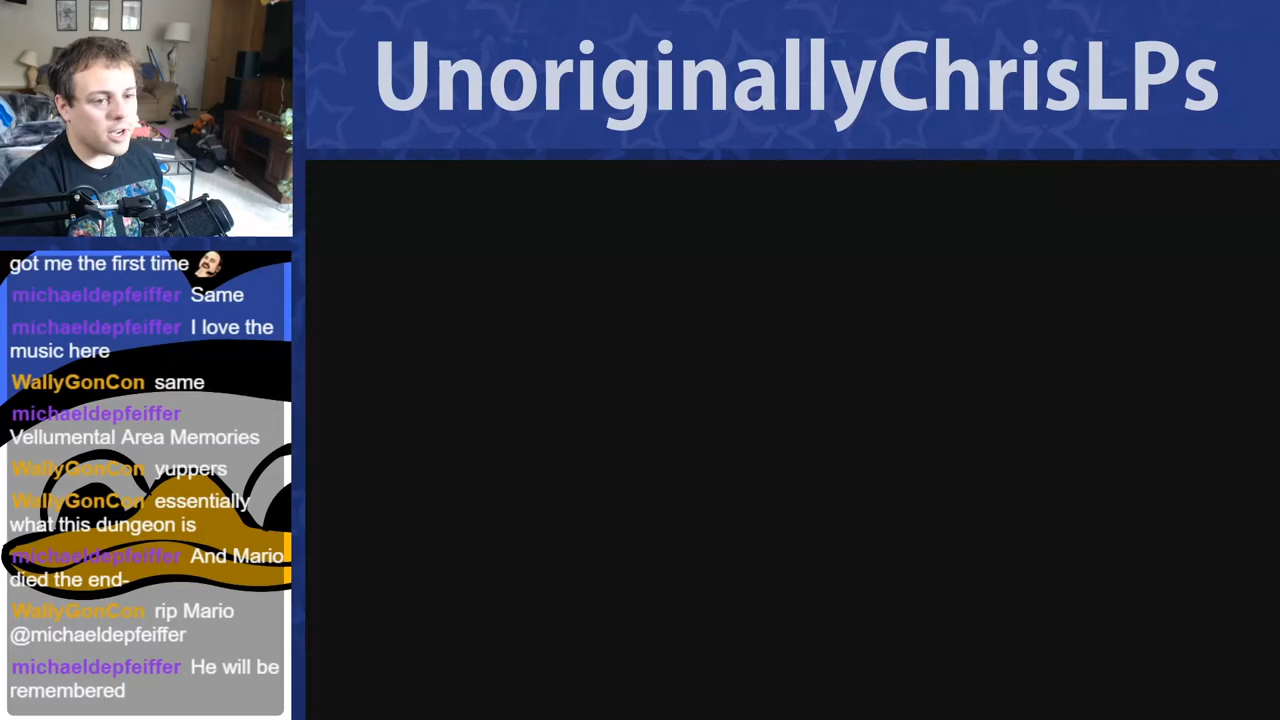 UnoriginallyChrisLPs
got me the first time
michaeldepfeiffer Same
michaeldepfeiffer I love the
music here
WallyGonCon same
michaeldepfeiffer
Vellumental Area Memories
WallyGonCon yuppers
WallyGonCon essentially
what this dungeon is
michaeldepfeiffer And Mario
died the end-
WallyGonCon rip Mario
@michaeldepfeiffer
michaeldepfeiffer He will be
remembered